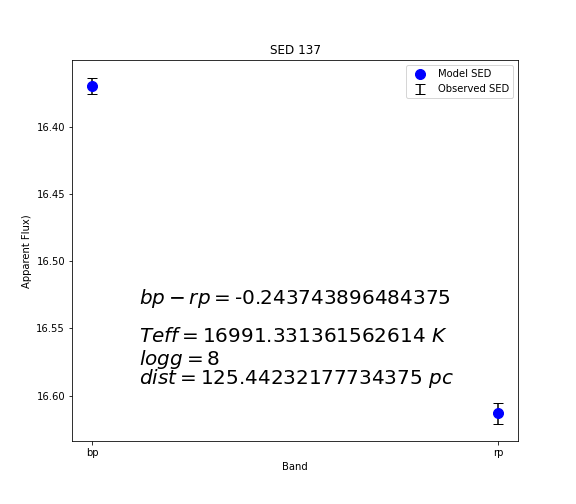 SED 137
Model SED
Observed SED
16.40
16.45
16.50
16.55
16.60
Apparent Flux)
bp − rp = -0.243743896484375
Teff = 16991.331361562614 K
logg = 8
dist = 125.44232177734375 pc
bp
rp
Band